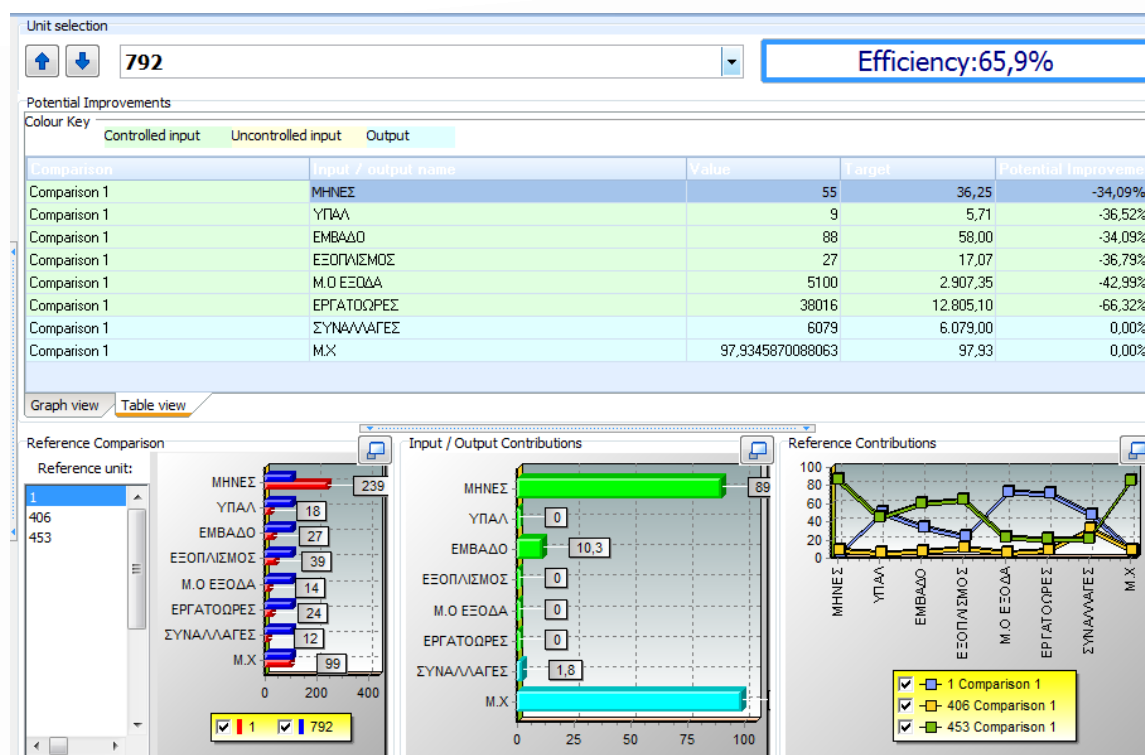 Unit selection
792
Efficiency:65,9%
Potential Improvements
Colour Key
Controlled input Uncontrolled input Output
Comparison Input / output name Value Target Potential Improveme
Comparison 1 ΜΗΝΕΣ 55 36,25 -34,09%
Comparison 1 ΥΠΑΛ 9 5,71 -36,52%
Comparison 1 ΕΜΒΑΔΟ 88 58,00 -34,09%
Comparison 1 ΕΞΟΠΛΙΣΜΟΣ 27 17,07 -36,79%
Comparison 1 Μ.Ο ΕΞΟΔΑ 5100 2.907,35 -42,99%
Comparison 1 ΕΡΓΑΤΟΩΡΕΣ 38016 12.805,10 -66,32%
Comparison 1 ΣΥΝΑΛΛΑΓΕΣ 6079 6.079,00 0,00%
Comparison 1 Μ.Χ 97,9345870088063 97,93 0,00%
Graph view Table view
Reference Comparison
Reference unit:
1
406
453
ΜΗΝΕΣ 239
ΥΠΑΛ 18
ΕΜΒΑΔΟ 27
ΕΞΟΠΛΙΣΜΟΣ 39
Μ.Ο ΕΞΟΔΑ 14
ΕΡΓΑΤΟΩΡΕΣ 24
ΣΥΝΑΛΛΑΓΕΣ 12
Μ.Χ 99
0 200 400
1 792
Input / Output Contributions
ΜΗΝΕΣ 89
ΥΠΑΛ 0
ΕΜΒΑΔΟ 10,3
ΕΞΟΠΛΙΣΜΟΣ 0
Μ.Ο ΕΞΟΔΑ 0
ΕΡΓΑΤΟΩΡΕΣ 0
ΣΥΝΑΛΛΑΓΕΣ 1,8
Μ.Χ
0 25 50 75 100
Reference Contributions
100
80
60
40
20
0
ΜΗΝΕΣ
ΥΠΑΛ
ΕΜΒΑΔΟ
ΕΞΟΠΛΙΣΜΟΣ
Μ.Ο ΕΞΟΔΑ
ΕΡΓΑΤΟΩΡΕΣ
ΣΥΝΑΛΛΑΓΕΣ
Μ.Χ
1 Comparison 1
406 Comparison 1
453 Comparison 1